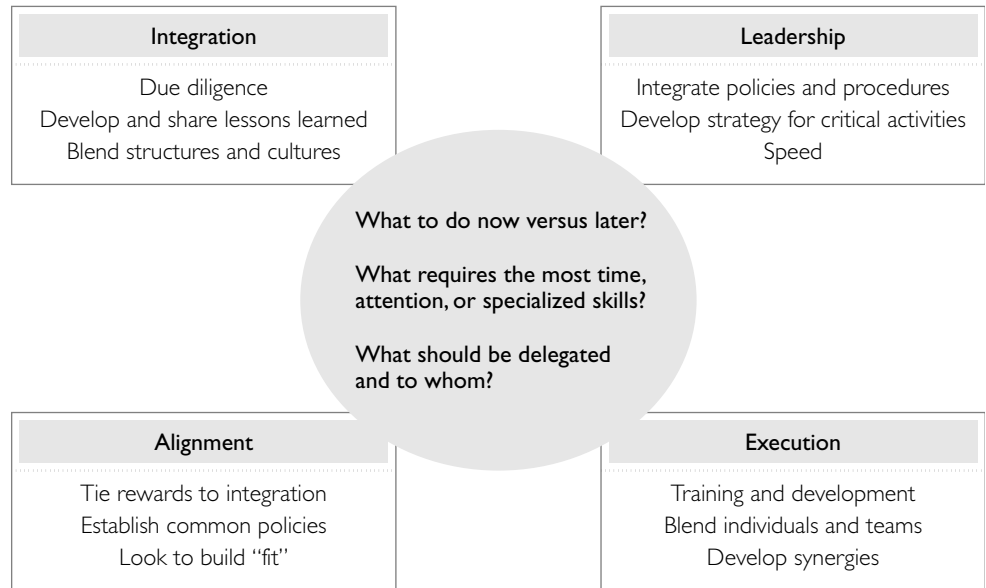 Integration
Due diligence
Develop and share lessons learned
Blend structures and cultures
Leadership
Integrate policies and procedures
Develop strategy for critical activities
Speed
What to do now versus later?
What requires the most time,
attention, or specialized skills?
What should be delegated
and to whom?
Alignment
Tie rewards to integration
Establish common policies
Look to build “fit”
Execution
Training and development
Blend individuals and teams
Develop synergies